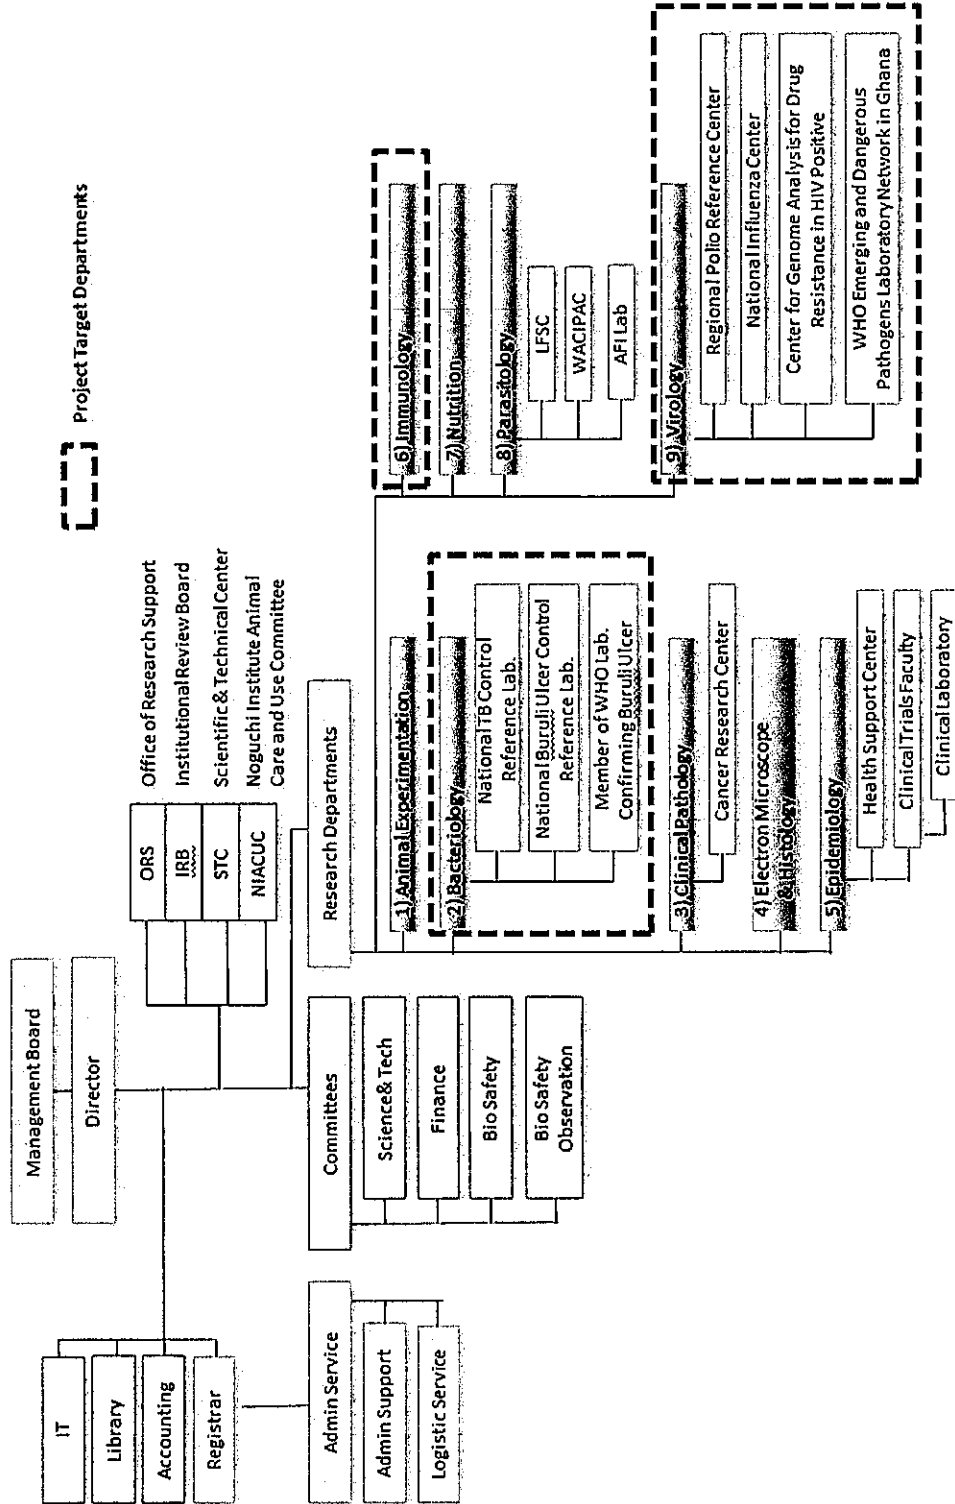 Project Target Departments
Management Board
Director
IT
Library
Accounting
Registrar
ORS
Office of Research Support
IRB
Institutional Review Board
STC
Scientific & Technical Center
NIACUC
Noguchi Institute Animal
Care and Use Committee
Admin Service
Admin Support
Logistic Service
Committees
Science & Tech
Finance
Bio Safety
Bio Safety
Observation
Research Departments
1) Animal Experimentation
2) Bacteriology
National TB Control
Reference Lab.
National Buruli Ulcer Control
Reference Lab.
Member of WHO Lab.
Confirming Buruli Ulcer
3) Clinical Pathology
Cancer Research Center
4) Electron Microscope
& Histology
5) Epidemiology
Health Support Center
Clinical Trials Faculty
Clinical Laboratory
6) Immunology
7) Nutrition
8) Parasitology
LFSC
WACIPAC
AFI Lab
9) Virology
Regional Polio Reference Center
National Influenza Center
Center for Genome Analysis for Drug
Resistance in HIV Positive
WHO Emerging and Dangerous
Pathogens Laboratory Network in Ghana